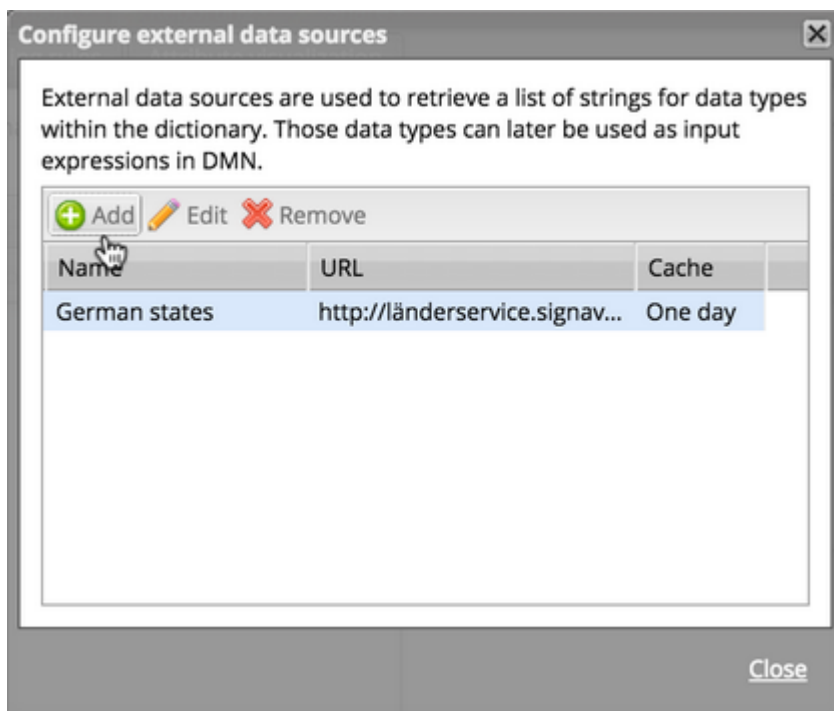 Configure external data sources
External data sources are used to retrieve a list of strings for data types
within the dictionary. Those data types can later be used as input
expressions in DMN.
Add Edit Remove
Name URL Cache
German states http://länderservice.signav... One day
Close